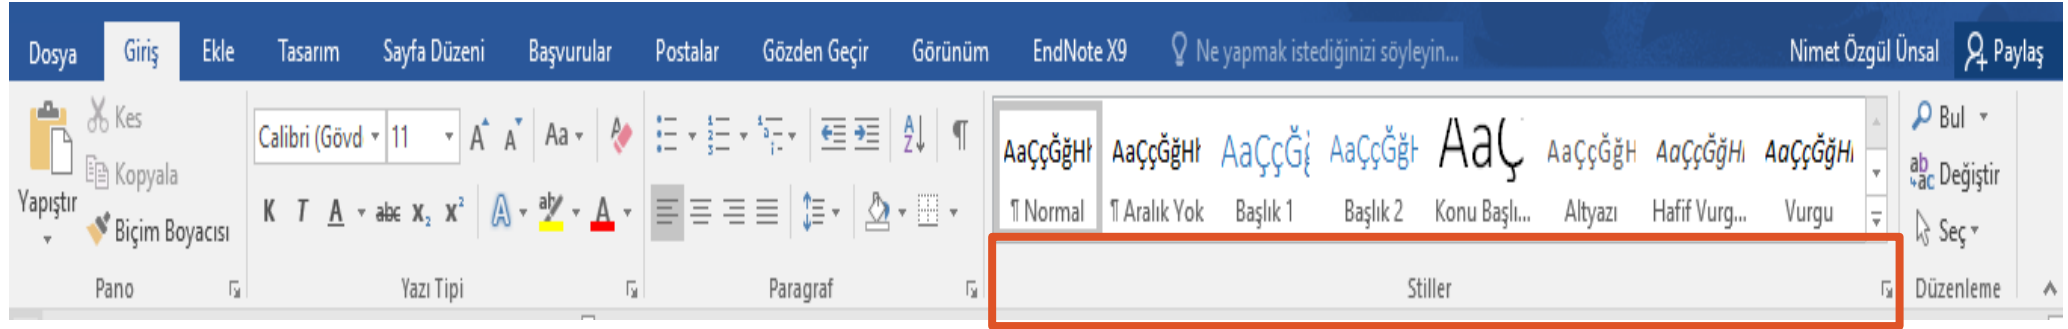 Dosya Giriş Ekle Tasarım Sayfa Düzeni Başvurular Postalar Gözden Geçir Görünüm EndNote X9 Ne yapmak istediğinizi söyleyin... Nimet Özgül Ünsal Paylaş
Yapıştır
Kes
Kopyala
Biçim Boyacısı
Pano
Calibri (Gövd 11 A A Aa
K T A abc X₂ X² A ab A
Yazı Tipi
Paragraf
AaÇçĞğHł AaÇçĞğHł AaÇçĞğ AaÇçĞğH AaÇ AaÇçĞğH AaÇçĞğHı AaÇçĞğHı
¶ Normal ¶ Aralık Yok Başlık 1 Başlık 2 Konu Başlı... Altyazı Hafif Vurg... Vurgu
Stiller
Bul
Değiştir
Seç
Düzenleme